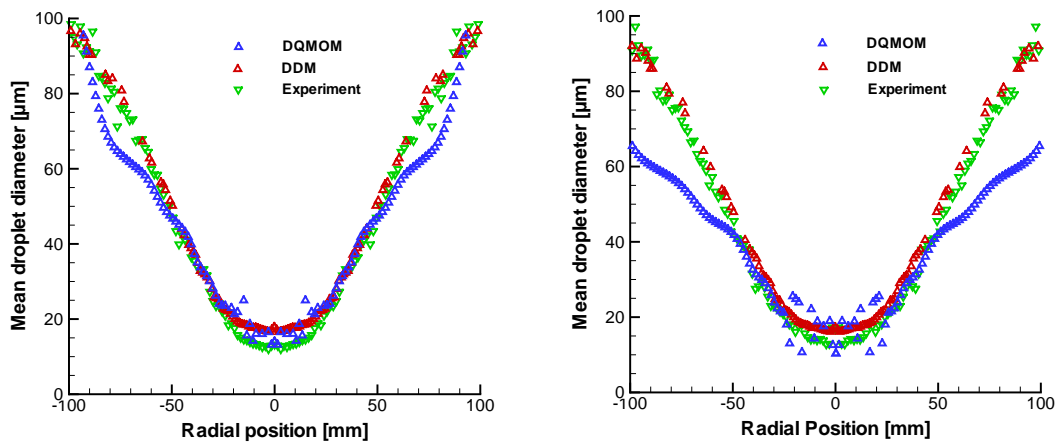 Mean droplet diameter [µm]
100
80
60
40
20
0
-100
-50
0
50
100
Radial position [mm]
DQMOM
DDM
Experiment
Mean droplet diameter [µm]
100
80
60
40
20
0
-100
-50
0
50
100
Radial Position [mm]
DQMOM
DDM
Experiment